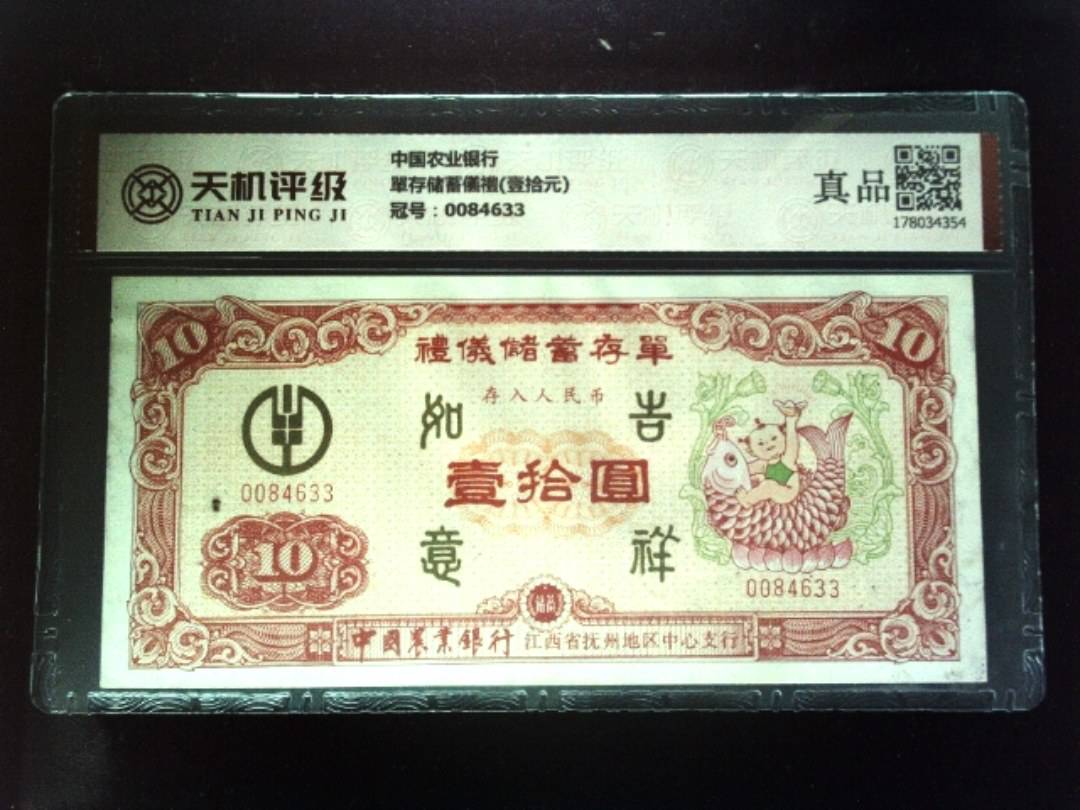 天机评级
TIAN JI PING JI
中国农业银行
單存储蓄儀禮(壹拾元)
冠号：0084633
真品
178034354
10
10
禮儀儲蓄存單
存入人民币
如
吉
0084633
壹拾圓
10
意
祥
0084633
儲蓄
中國農業銀行 江西省抚州地区中心支行